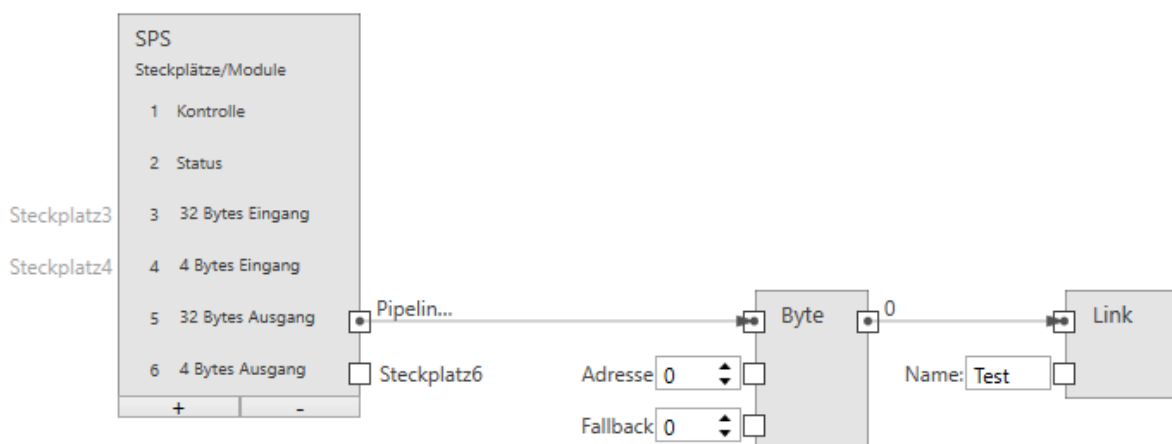 SPS
Steckplätze/Module
1 Kontrolle
2 Status
Steckplatz3 3 32 Bytes Eingang
Steckplatz4 4 4 Bytes Eingang
5 32 Bytes Ausgang Pipelin... Byte 0 Link
6 4 Bytes Ausgang Steckplatz6 Adresse 0 Name: Test
+ -
Fallback 0